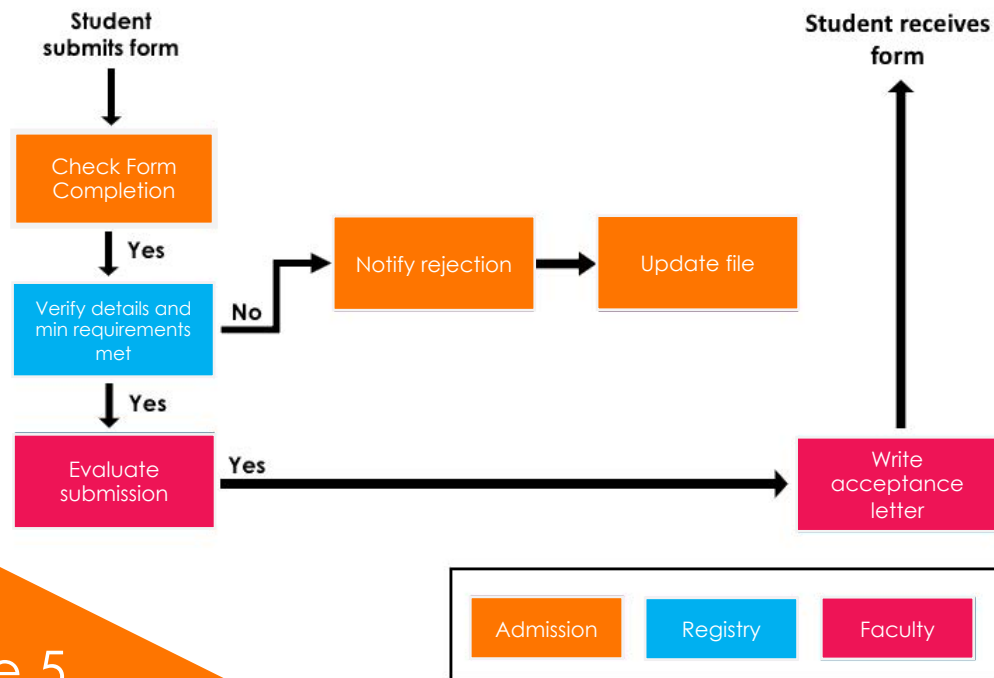 Student
submits form
Student receives
form
Check Form
Completion
Yes
Notify rejection
Update file
Verify details and
min requirements
met
No
Yes
Evaluate
submission
Yes
Write
acceptance
letter
Admission
Registry
Faculty
e 5